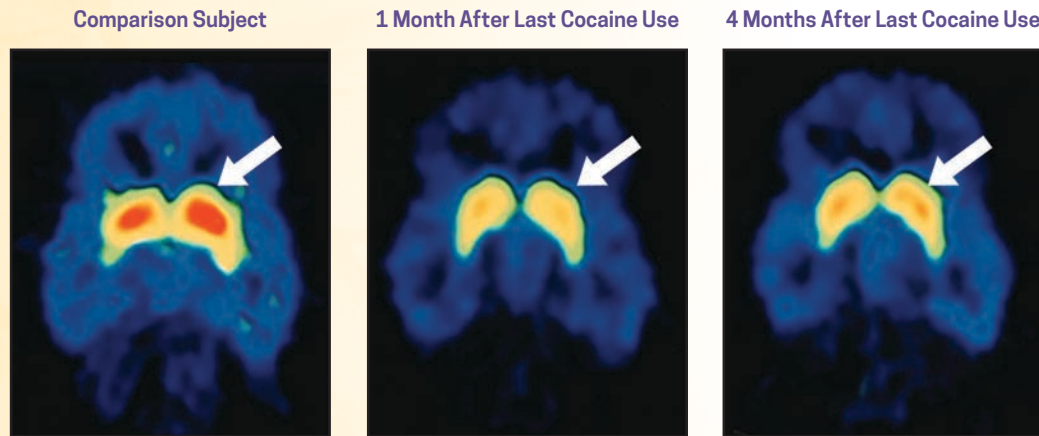 Comparison Subject
1 Month After Last Cocaine Use
4 Months After Last Cocaine Use